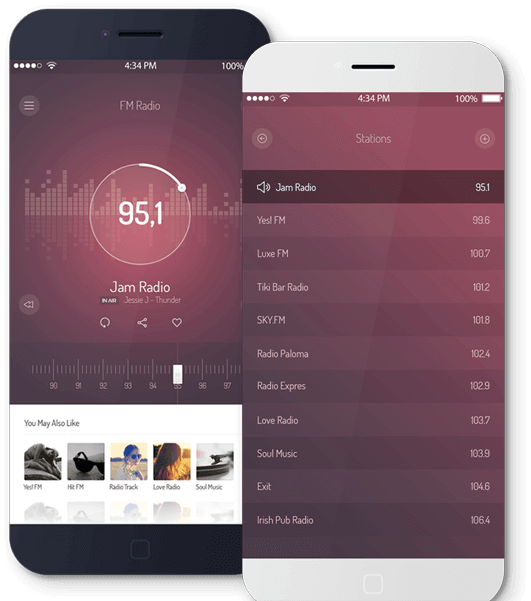 4:34 PM 100%
FM Radio
95,1
Jam Radio
IN AIR Jessie J - Thunder
90 91 92 93 94 95 96 97
You May Also Like
Yes! FM Hit FM Radio Track Love Radio Soul Music
4:34 PM 100%
Stations
Jam Radio 95.1
Yes! FM 99.6
Luxe FM 100.7
Tiki Bar Radio 101.2
SKY.FM 101.8
Radio Paloma 102.4
Radio Expres 102.9
Love Radio 103.7
Soul Music 103.9
Exit 104.6
Irish Pub Radio 106.4